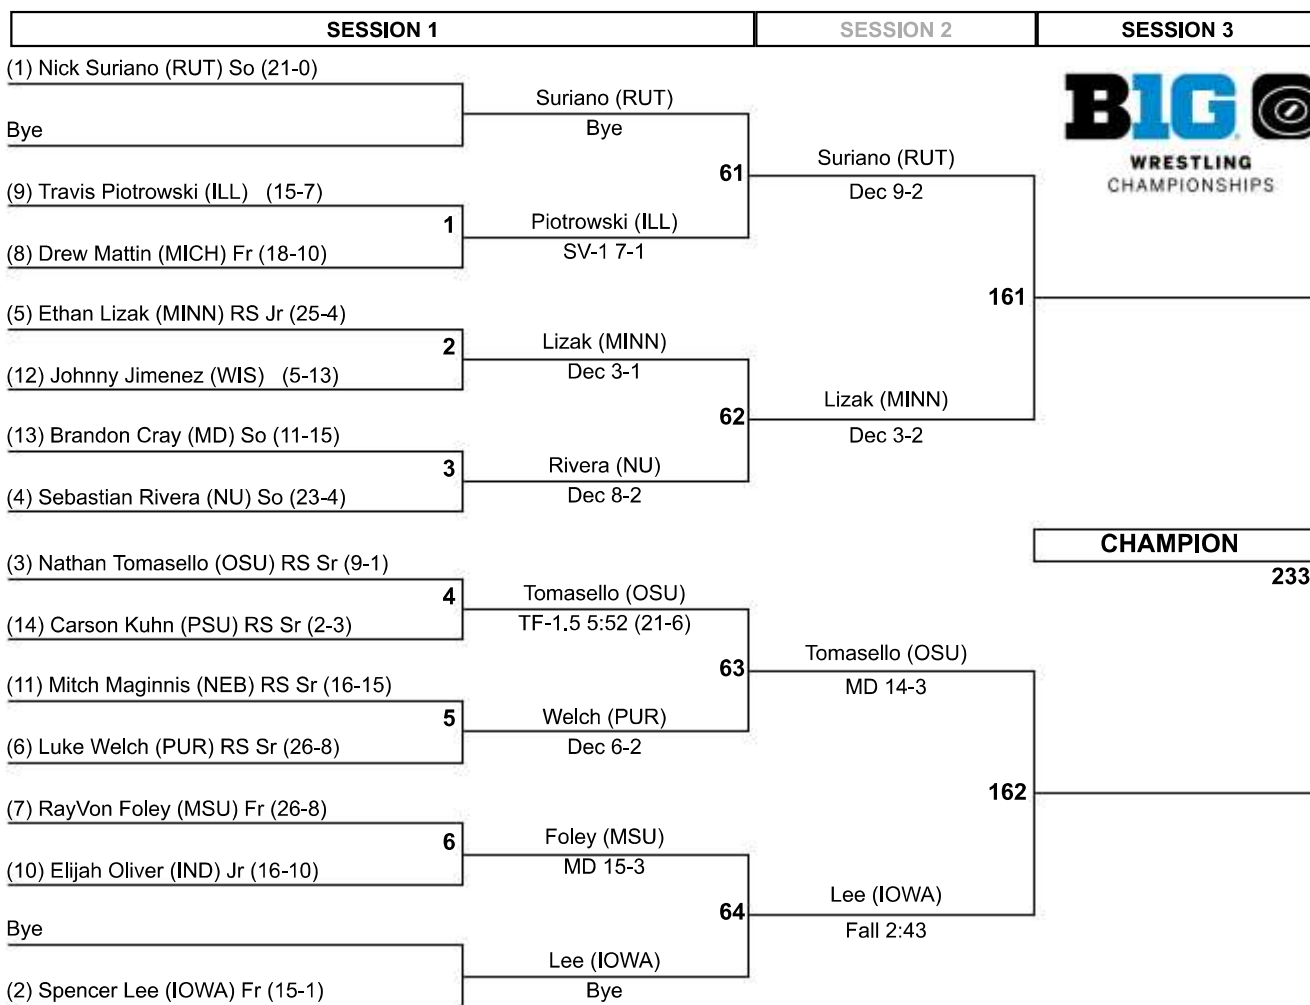 SESSION 1
SESSION 2
SESSION 3
(1) Nick Suriano (RUT) So (21-0)
Bye
(9) Travis Piotrowski (ILL) (15-7)
(8) Drew Mattin (MICH) Fr (18-10)
(5) Ethan Lizak (MINN) RS Jr (25-4)
(12) Johnny Jimenez (WIS) (5-13)
(13) Brandon Cray (MD) So (11-15)
(4) Sebastian Rivera (NU) So (23-4)
(3) Nathan Tomasello (OSU) RS Sr (9-1)
(14) Carson Kuhn (PSU) RS Sr (2-3)
(11) Mitch Maginnis (NEB) RS Sr (16-15)
(6) Luke Welch (PUR) RS Sr (26-8)
(7) RayVon Foley (MSU) Fr (26-8)
(10) Elijah Oliver (IND) Jr (16-10)
Bye
(2) Spencer Lee (IOWA) Fr (15-1)
1
2
3
4
5
6
Suriano (RUT)
Bye
Piotrowski (ILL)
SV-1 7-1
Lizak (MINN)
Dec 3-1
Rivera (NU)
Dec 8-2
Tomasello (OSU)
TF-1.5 5:52 (21-6)
Welch (PUR)
Dec 6-2
Foley (MSU)
MD 15-3
Lee (IOWA)
Bye
61
62
63
64
Suriano (RUT)
Dec 9-2
Lizak (MINN)
Dec 3-2
Tomasello (OSU)
MD 14-3
Lee (IOWA)
Fall 2:43
161
162
B1G
WRESTLING
CHAMPIONSHIPS
CHAMPION
233